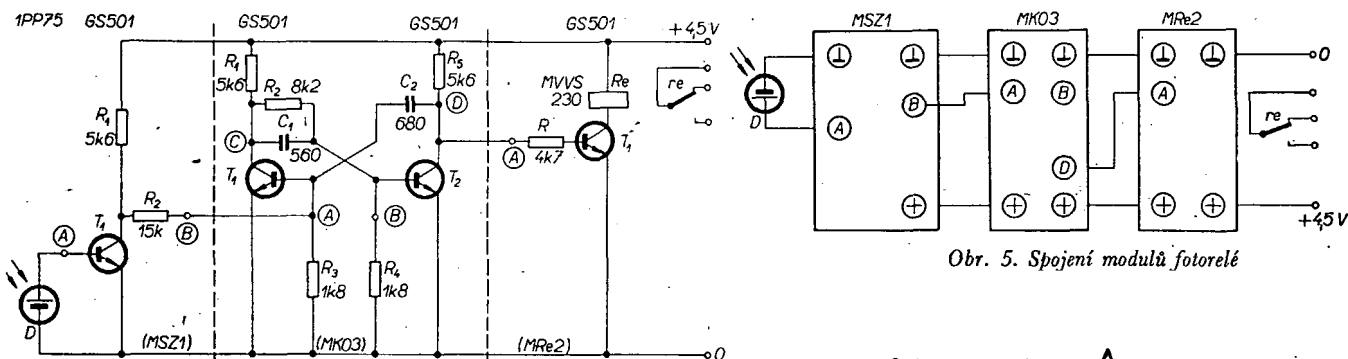 1PP75 GS501 GS501 GS501 GS501
+4,5V
R1
5k6
R1
5k6
R2 8k2
C1
560
C2
680
R5
5k6
D
C
MVVS
230
Re
re
T1
T2
A
R
4k7
T1
A
T1
R2
15k
B
A
B
R3
1k8
R4
1k8
D
(MSZ1)
(MK03)
(MRe2)
0
MSZ1 MK03 MRe2
0
D
A
B
A
B
D
A
re
+4,5V
Obr. 5. Spojení modulů fotorelé